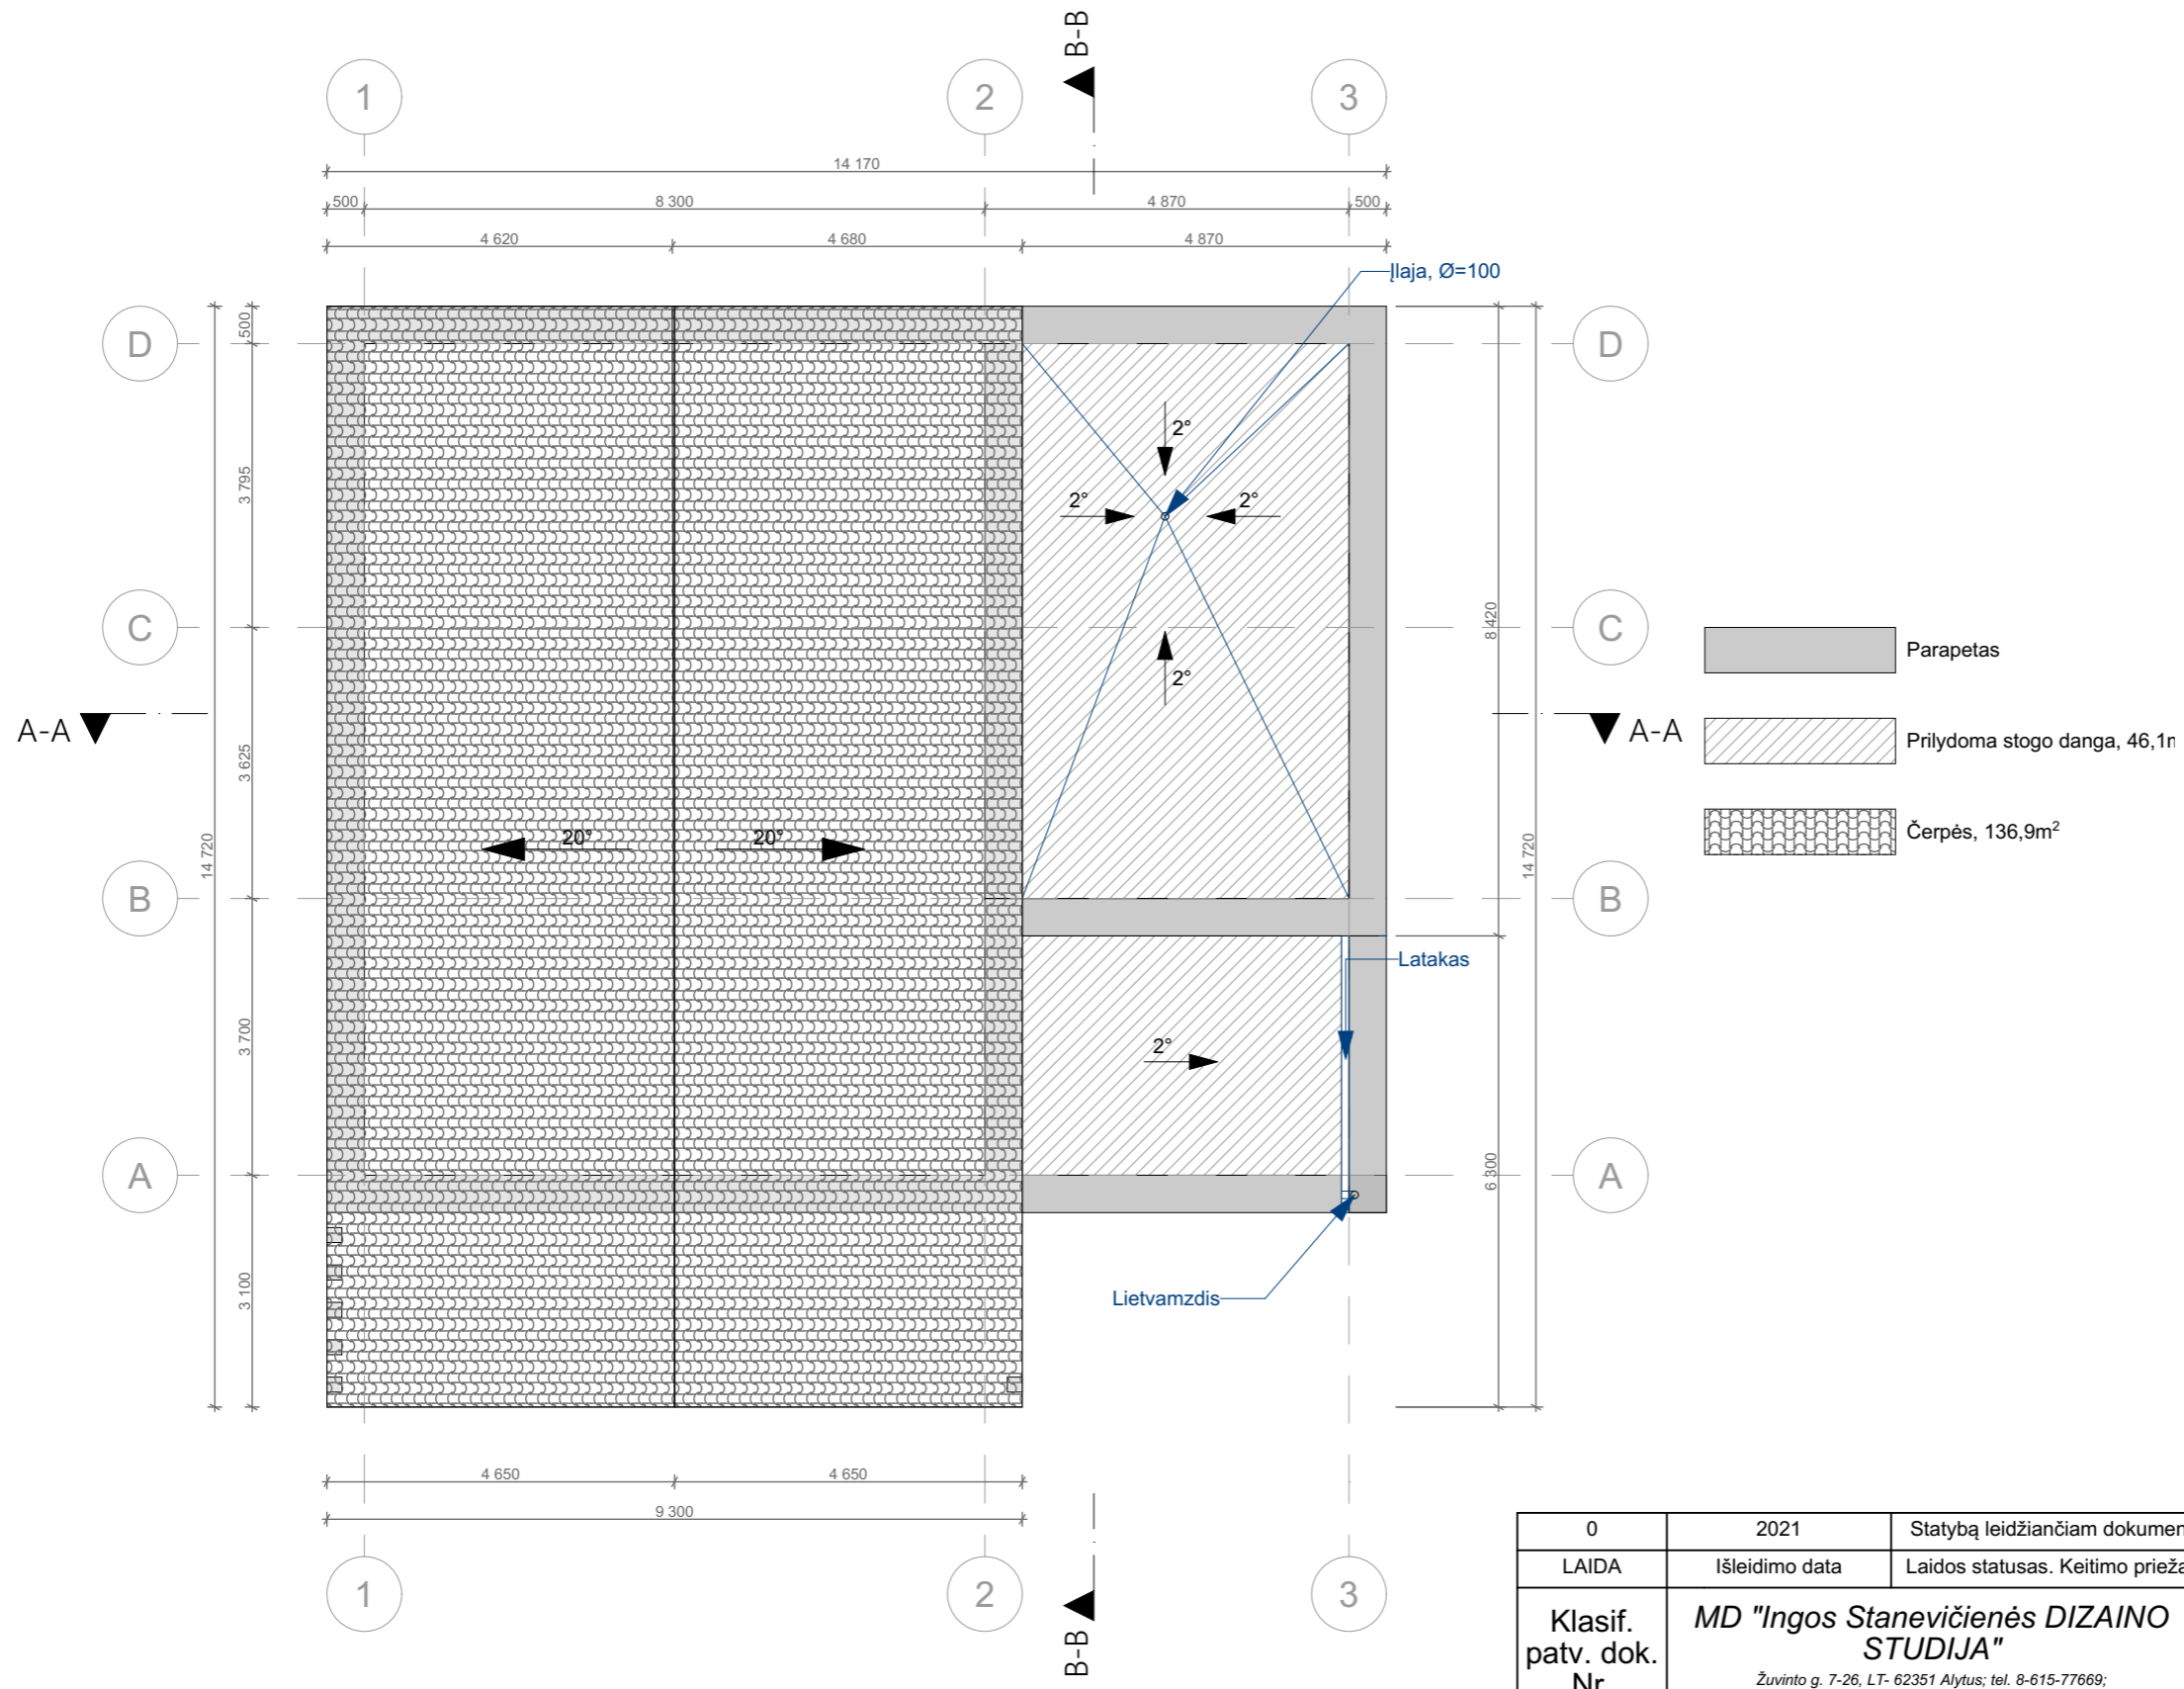 B-B
1
2
3
14 170
500
8 300
4 870
500
4 620
4 680
4 870
Įlaja, Ø=100
D
500
D
2°
3 795
2°
2°
C
8 420
C
Parapetas
2°
A-A
A-A
Prilydoma stogo danga, 46,1
3 625
20°
20°
Čerpės, 136,9m²
14 720
14 720
B
B
Latakas
3 700
2°
A
6 300
A
3 100
Lietvamzdis
4 650
4 650
9 300
1
2
3
B-B
0
2021
Statybą leidžiančiam dokumen
LAIDA
Išleidimo data
Laidos statusas. Keitimo prieža
Klasif.
patv. dok.
Nr
MD "Ingos Stanevičienės DIZAINO
STUDIJA"
Žuvinto g. 7-26, LT- 62351 Alytus; tel. 8-615-77669;